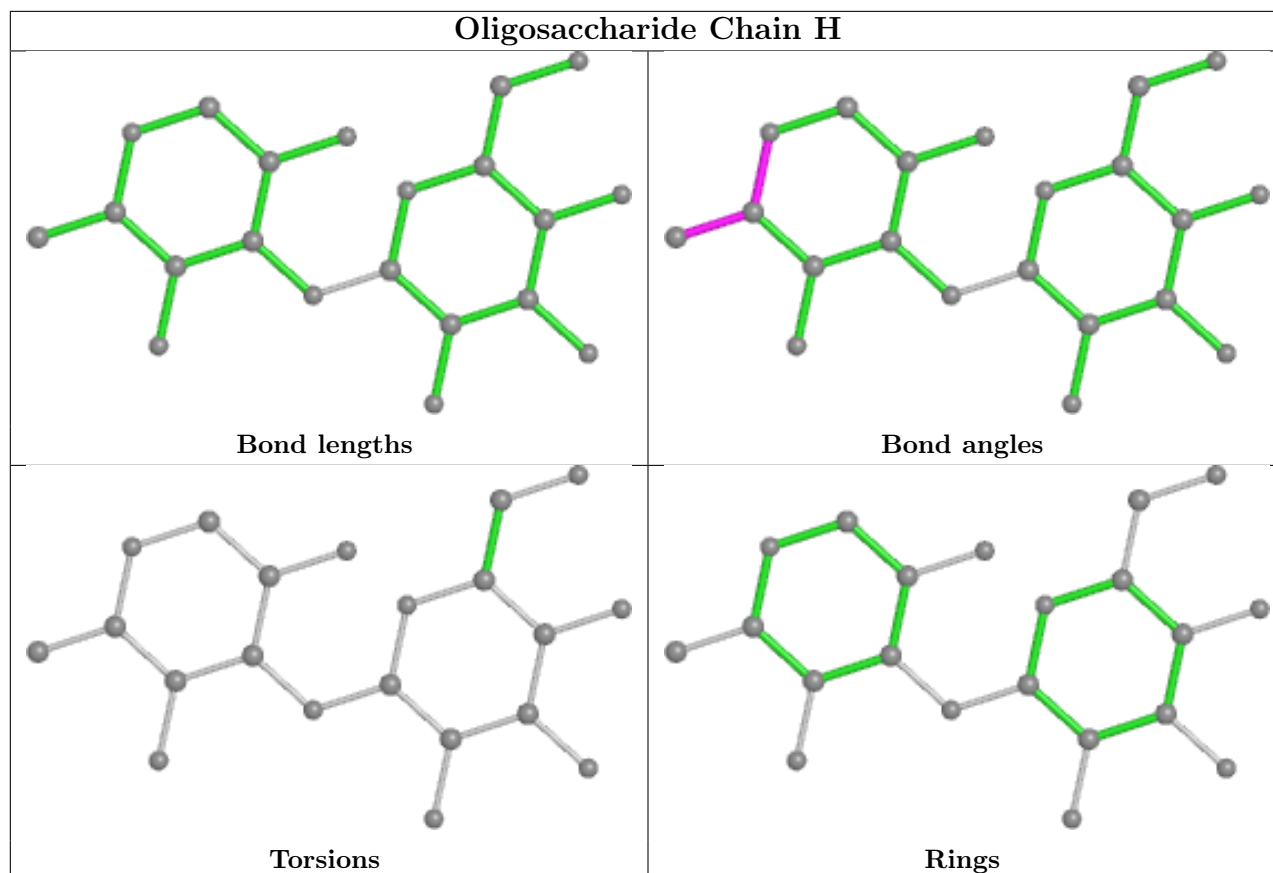 Oligosaccharide Chain H
Bond lengths
Bond angles
Torsions
Rings